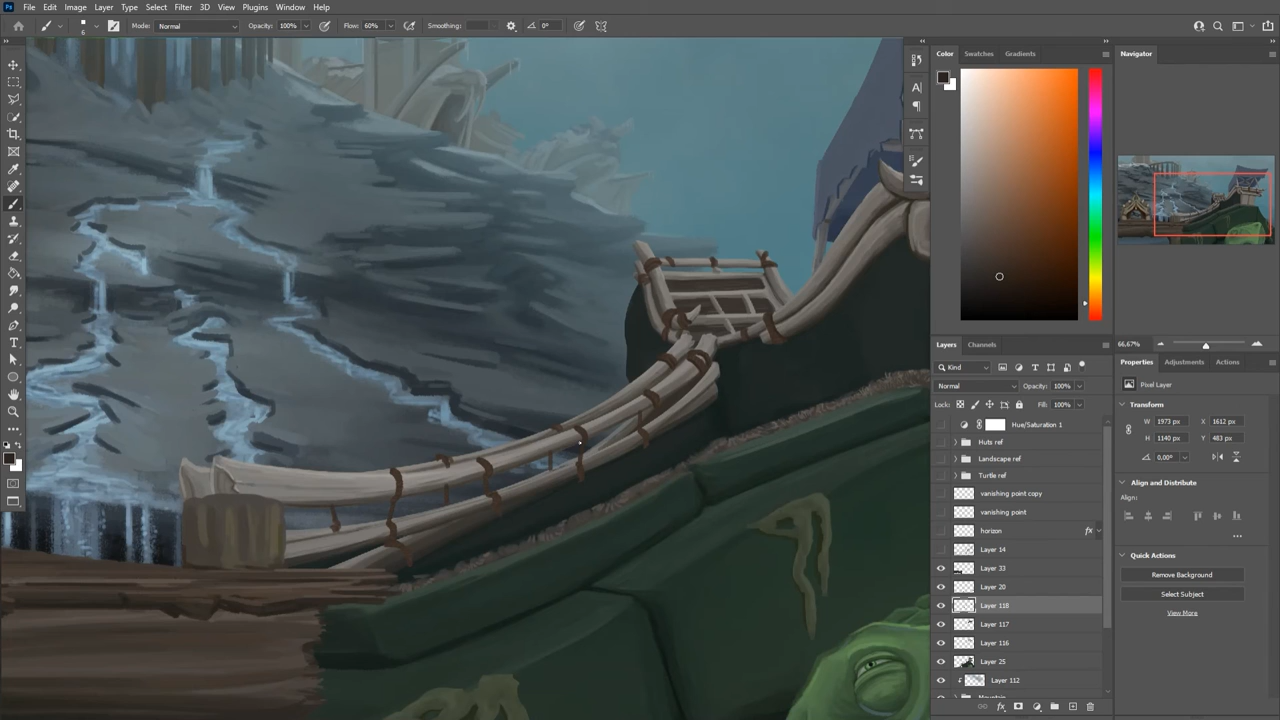 Ps File Edit Image Layer Type Select Filter 3D View Plugins Window Help
6 Mode: Normal Opacity: 100% Flow: 60% Smoothing: 0°
Color Swatches Gradients
Navigator
66.67%
Layers Channels
Kind
Normal Opacity: 100%
Lock: Fill: 100%
Hue/Saturation 1
Huts ref
Landscape ref
Turtle ref
vanishing point copy
vanishing point
horizon fx
Layer 14
Layer 33
Layer 20
Layer 118
Layer 117
Layer 116
Layer 25
Layer 112
fx
Properties Adjustments Actions
Pixel Layer
Transform
W 1973 px X 1612 px
H 1140 px Y 483 px
0,00°
Align and Distribute
Align:
Quick Actions
Remove Background
Select Subject
View More